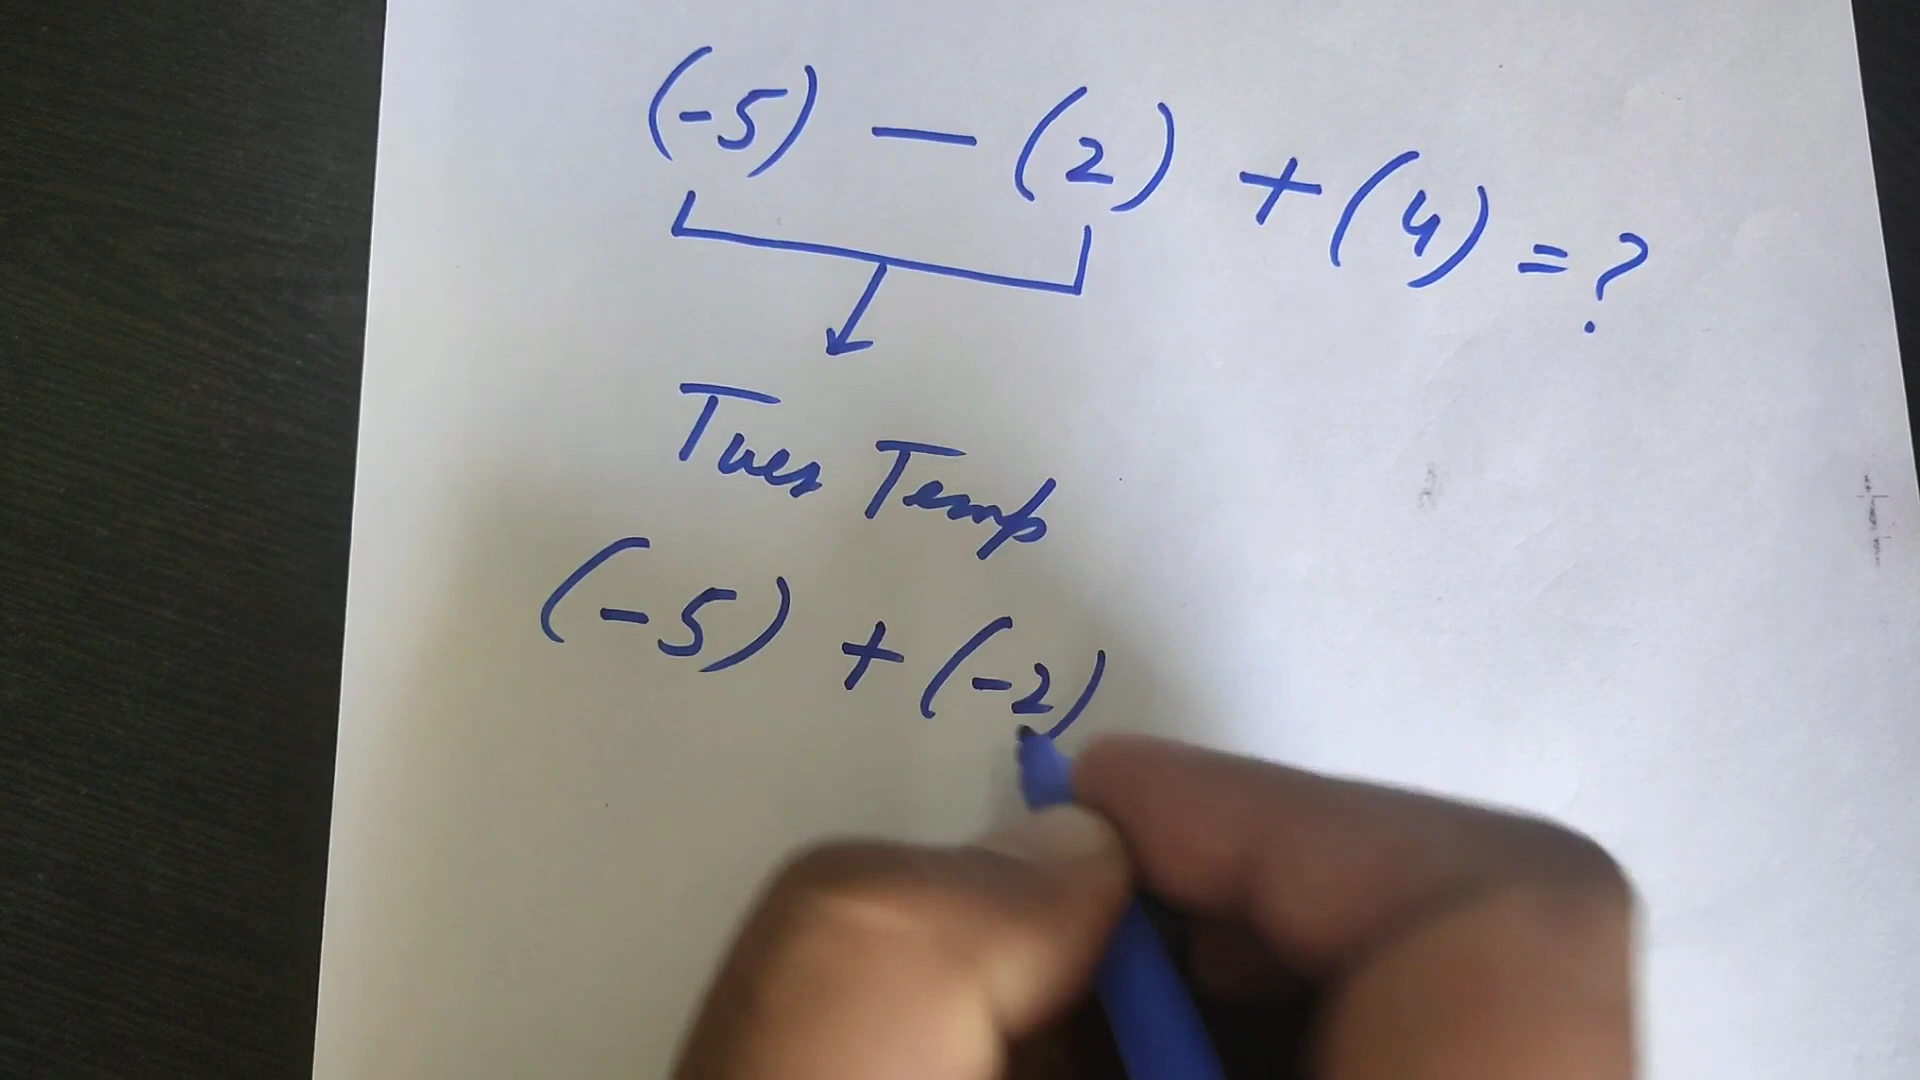 (-5) - (2) + (4) = ?
Tues Temp
(-5) + (-2)